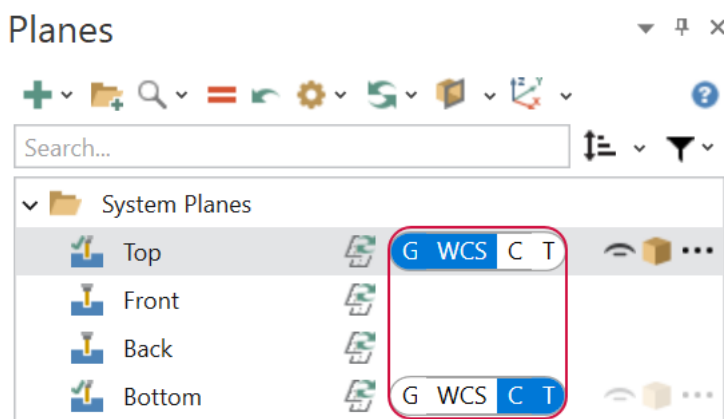 Planes
Search...
System Planes
Top G WCS C T
Front
Back
Bottom G WCS C T